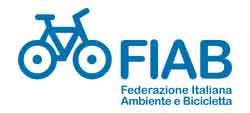 FIAB
Federazione Italiana
Ambiente e Bicicletta